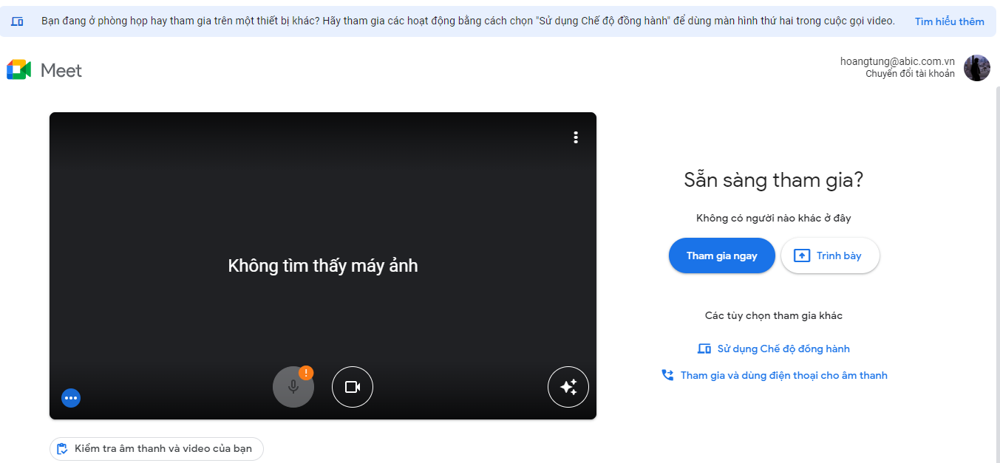 Bạn đang ở phòng họp hay tham gia trên một thiết bị khác? Hãy tham gia các hoạt động bằng cách chọn "Sử dụng Chế độ đồng hành" để dùng màn hình thứ hai trong cuộc gọi video. Tìm hiểu thêm
Meet
hoangtung@abic.com.vn
Chuyển đổi tài khoản
Không tìm thấy máy ảnh
Sẵn sàng tham gia?
Không có người nào khác ở đây
Tham gia ngay
Trình bày
Các tùy chọn tham gia khác
Sử dụng Chế độ đồng hành
Tham gia và dùng điện thoại cho âm thanh
Kiểm tra âm thanh và video của bạn